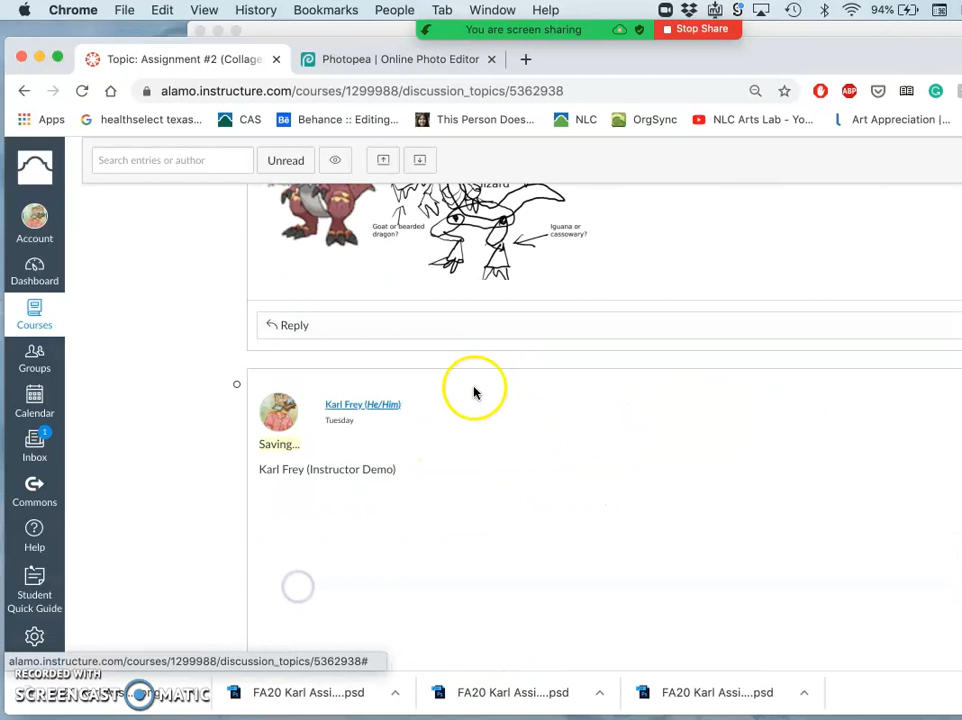 Chrome File Edit View History Bookmarks People Tab Window Help 94%
You are screen sharing Stop Share
Topic: Assignment #2 (Collage Photopea | Online Photo Editor
alamo.instructure.com/courses/1299988/discussion_topics/5362938
Apps healthselect texas... CAS Behance :: Editing... This Person Does... NLC OrgSync NLC Arts Lab - Yo... Art Appreciation (...
Search entries or author Unread
Account
Dashboard
Courses
Groups
Calendar
1
Inbox
Commons
Help
Student
Quick Guide
lizard
Goat or bearded
dragon?
Iguana or
cassowary?
Reply
Karl Frey (He/Him)
Tuesday
Saving...
Karl Frey (Instructor Demo)
alamo.instructure.com/courses/1299988/discussion_topics/5362938#
RECORDED WITH
SCREENCAST-O-MATIC
FA20 Karl Assi....psd FA20 Karl Assi....psd FA20 Karl Assi....psd